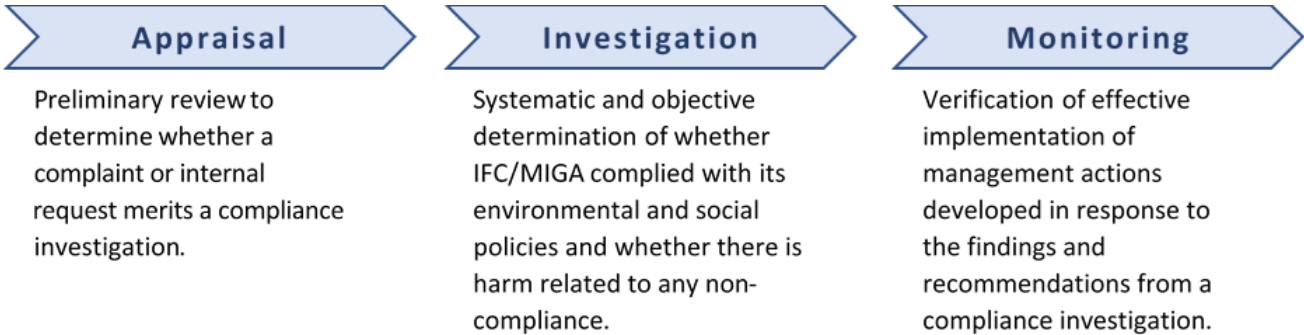 Appraisal
Preliminary review to
determine whether a
complaint or internal
request merits a compliance
investigation.
Investigation
Systematic and objective
determination of whether
IFC/MIGA complied with its
environmental and social
policies and whether there is
harm related to any non-
compliance.
Monitoring
Verification of effective
implementation of
management actions
developed in response to
the findings and
recommendations from a
compliance investigation.